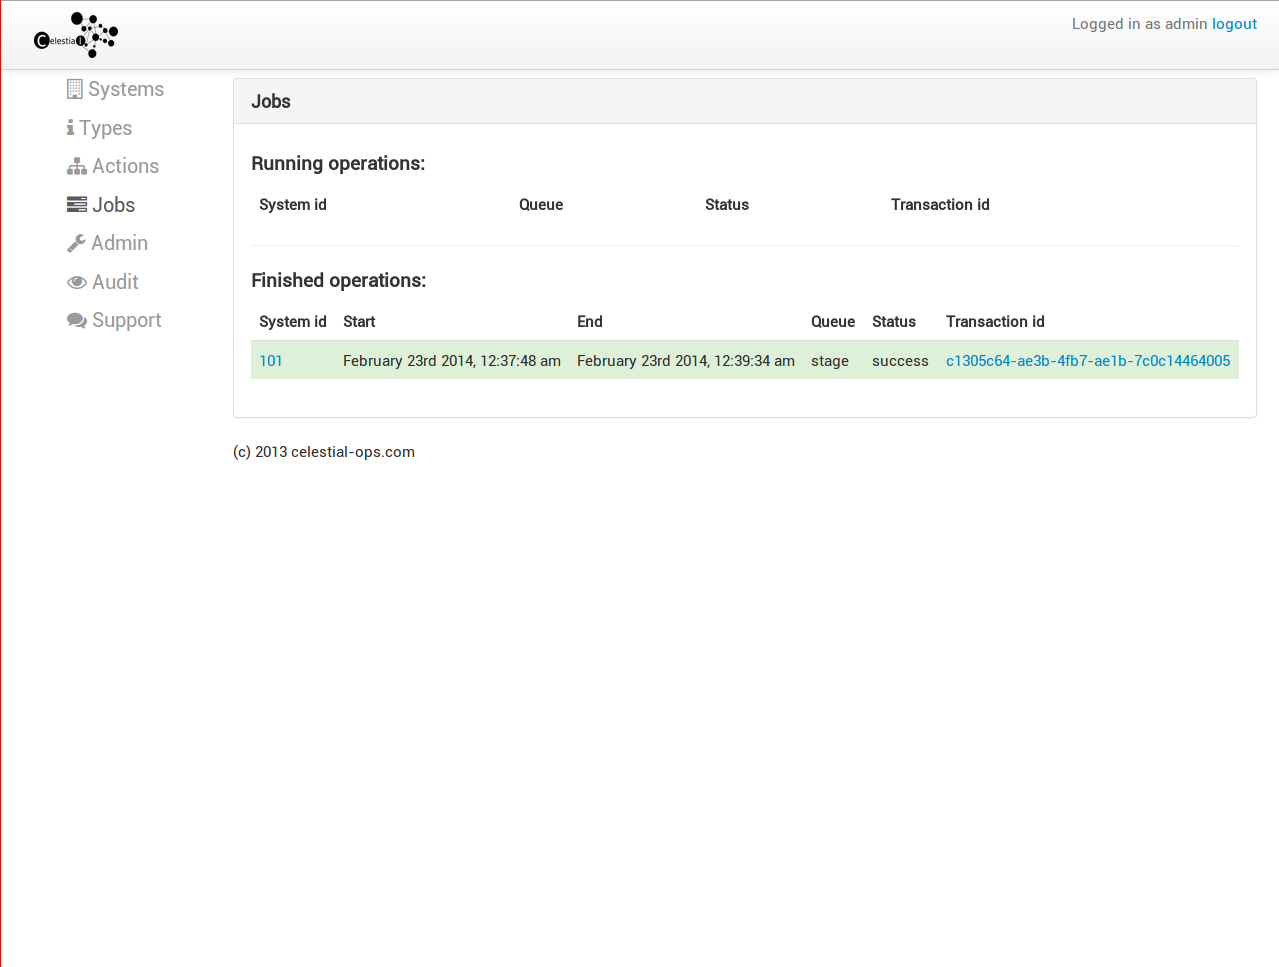 Celestial
Logged in as admin logout
Systems
Types
Actions
Jobs
Admin
Audit
Support
Jobs
Running operations:
System id Queue Status Transaction id
Finished operations:
System id Start End Queue Status Transaction id
101 February 23rd 2014, 12:37:48 am February 23rd 2014, 12:39:34 am stage success c1305c64-ae3b-4fb7-ae1b-7c0c14464005
(c) 2013 celestial-ops.com